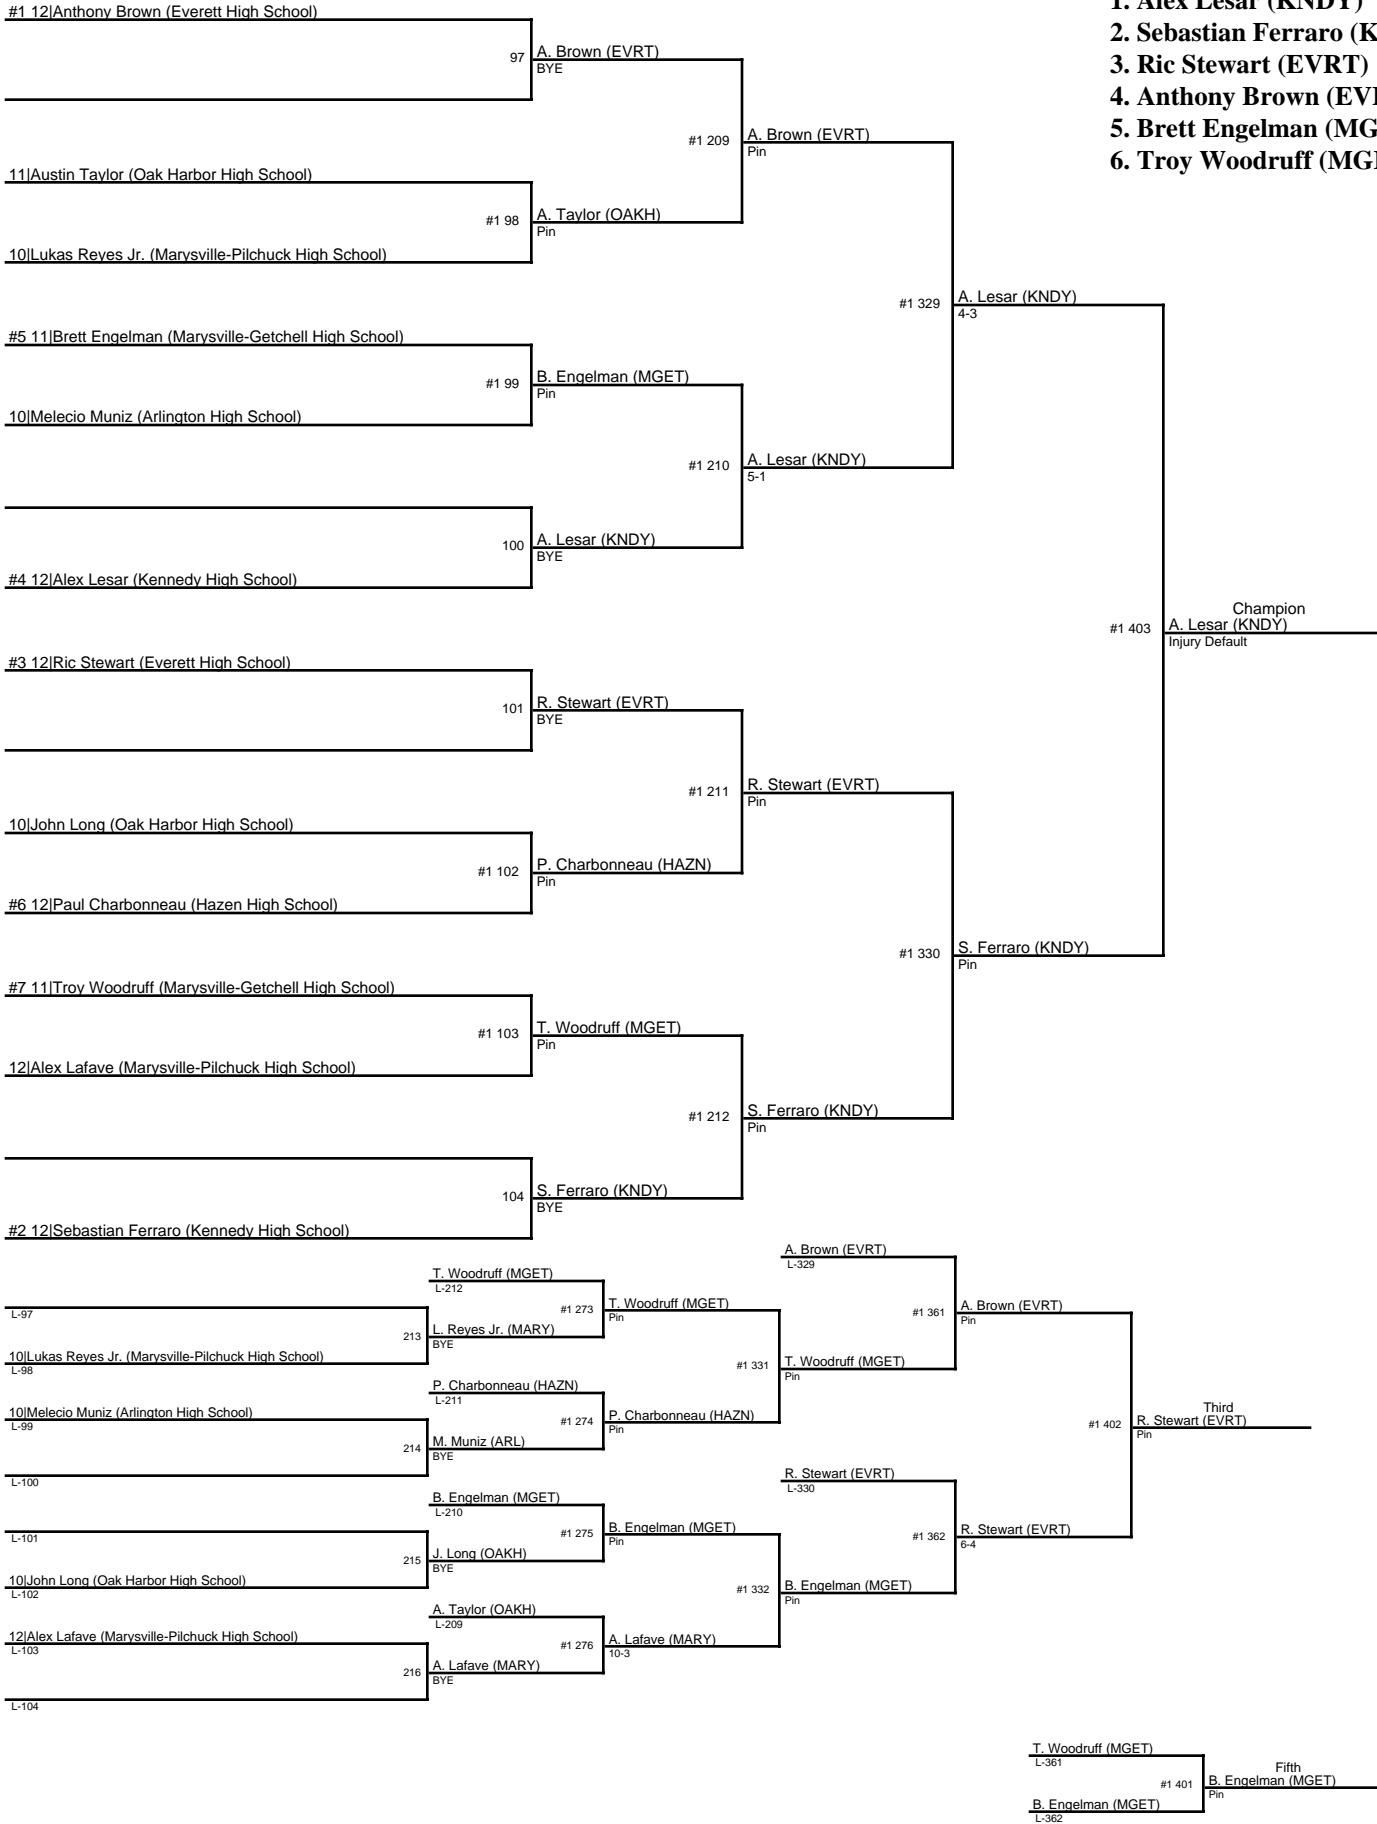 1. Alex Lesar (KNDY)
2. Sebastian Ferraro (K
3. Ric Stewart (EVRT)
4. Anthony Brown (EV
5. Brett Engelman (MG
6. Troy Woodruff (MG
#1 12|Anthony Brown (Everett High School)
97 A. Brown (EVRT)
BYE
#1 209 A. Brown (EVRT)
Pin
11|Austin Taylor (Oak Harbor High School)
#1 98 A. Taylor (OAKH)
Pin
10|Lukas Reyes Jr. (Marysville-Pilchuck High School)
#1 329 A. Lesar (KNDY)
4-3
#5 11|Brett Engelman (Marysville-Getchell High School)
#1 99 B. Engelman (MGET)
Pin
10|Melecio Muniz (Arlington High School)
#1 210 A. Lesar (KNDY)
5-1
100 A. Lesar (KNDY)
BYE
#4 12|Alex Lesar (Kennedy High School)
Champion
#1 403 A. Lesar (KNDY)
Injury Default
#3 12|Ric Stewart (Everett High School)
101 R. Stewart (EVRT)
BYE
#1 211 R. Stewart (EVRT)
Pin
10|John Long (Oak Harbor High School)
#1 102 P. Charbonneau (HAZN)
Pin
#6 12|Paul Charbonneau (Hazen High School)
#1 330 S. Ferraro (KNDY)
Pin
#7 11|Troy Woodruff (Marysville-Getchell High School)
#1 103 T. Woodruff (MGET)
Pin
12|Alex Lafave (Marysville-Pilchuck High School)
#1 212 S. Ferraro (KNDY)
Pin
104 S. Ferraro (KNDY)
BYE
#2 12|Sebastian Ferraro (Kennedy High School)
A. Brown (EVRT)
L-329
T. Woodruff (MGET)
L-212
#1 273 T. Woodruff (MGET)
Pin
L-97
213 L. Reyes Jr. (MARY)
BYE
10|Lukas Reyes Jr. (Marysville-Pilchuck High School)
L-98
#1 361 A. Brown (EVRT)
Pin
#1 331 T. Woodruff (MGET)
Pin
P. Charbonneau (HAZN)
L-211
#1 274 P. Charbonneau (HAZN)
Pin
10|Melecio Muniz (Arlington High School)
L-99
214 M. Muniz (ARL)
BYE
L-100
Third
#1 402 R. Stewart (EVRT)
Pin
R. Stewart (EVRT)
L-330
B. Engelman (MGET)
L-210
#1 275 B. Engelman (MGET)
Pin
L-101
215 J. Long (OAKH)
BYE
10|John Long (Oak Harbor High School)
L-102
#1 362 R. Stewart (EVRT)
6-4
#1 332 B. Engelman (MGET)
Pin
A. Taylor (OAKH)
L-209
#1 276 A. Lafave (MARY)
10-3
12|Alex Lafave (Marysville-Pilchuck High School)
L-103
216 A. Lafave (MARY)
BYE
L-104
T. Woodruff (MGET)
L-361
Fifth
#1 401 B. Engelman (MGET)
Pin
B. Engelman (MGET)
L-362